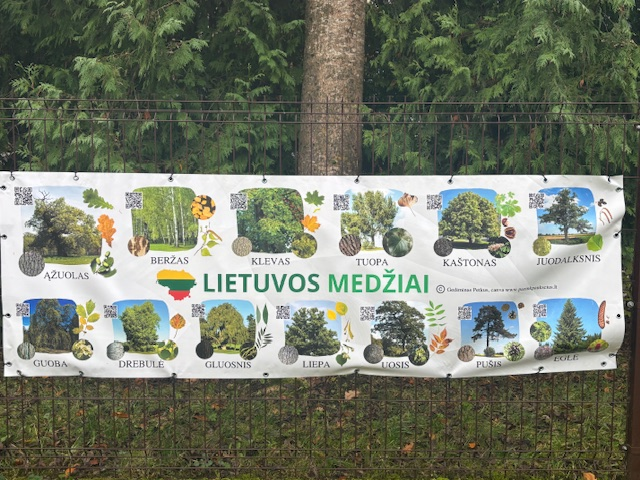 ĄŽUOLAS
BERŽAS
KLEVAS
TUOPA
KAŠTONAS
JUODALKSNIS
LIETUVOS MEDŽIAI
GUOBA
DREBULĖ
GLUOSNIS
LIEPA
UOSIS
PUŠIS
EGLĖ